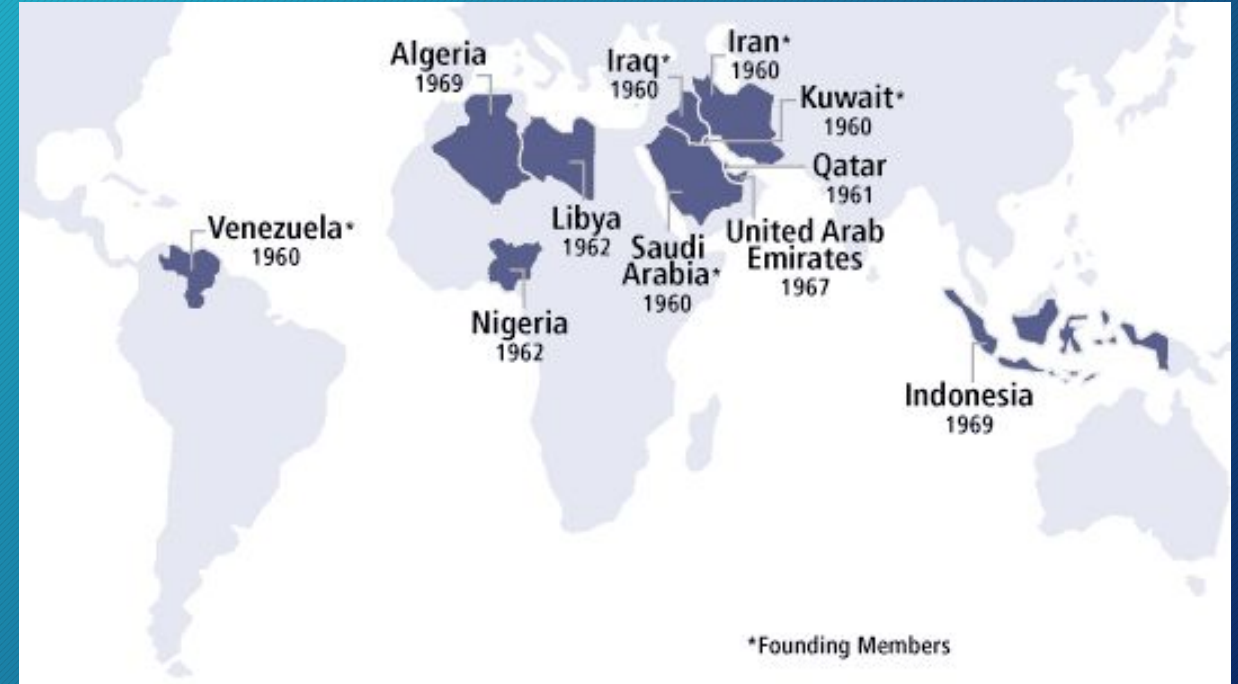 Algeria
1969
Iraq*
1960
Iran*
1960
Kuwait*
1960
Qatar
1961
United Arab
Emirates
1967
Libya
1962
Saudi
Arabia*
1960
Venezuela*
1960
Nigeria
1962
Indonesia
1969
*Founding Members